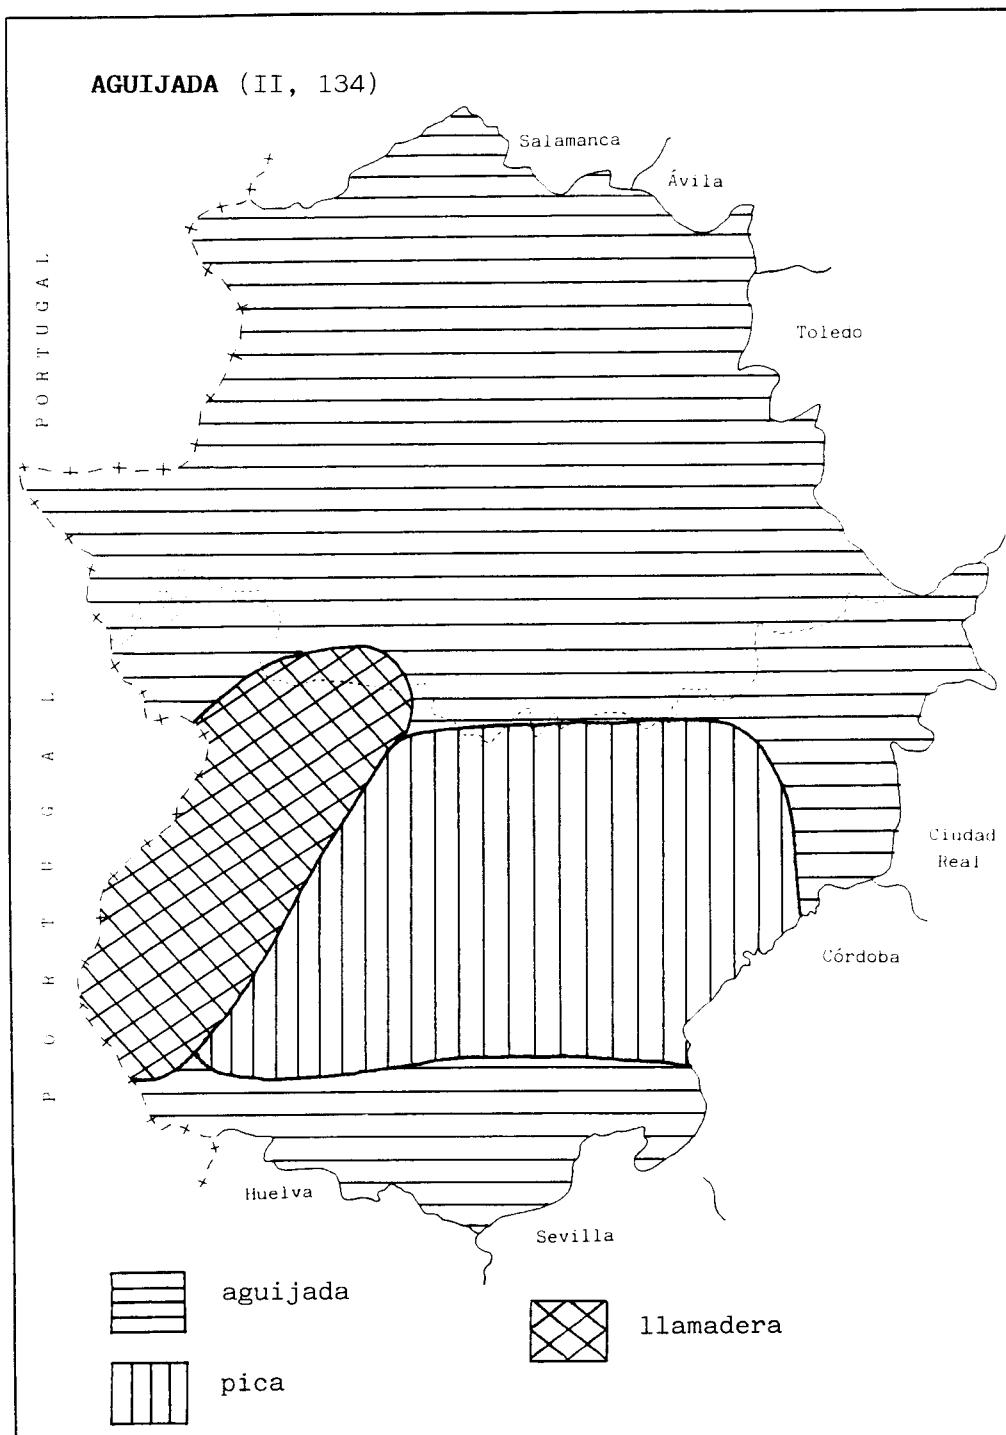 AGUIJADA (II, 134)
Salamanca
Ávila
PORTUGAL
Toledo
PORTUGAL
Ciudad
Real
Córdoba
Huelva
Sevilla
aguijada
llamadera
pica